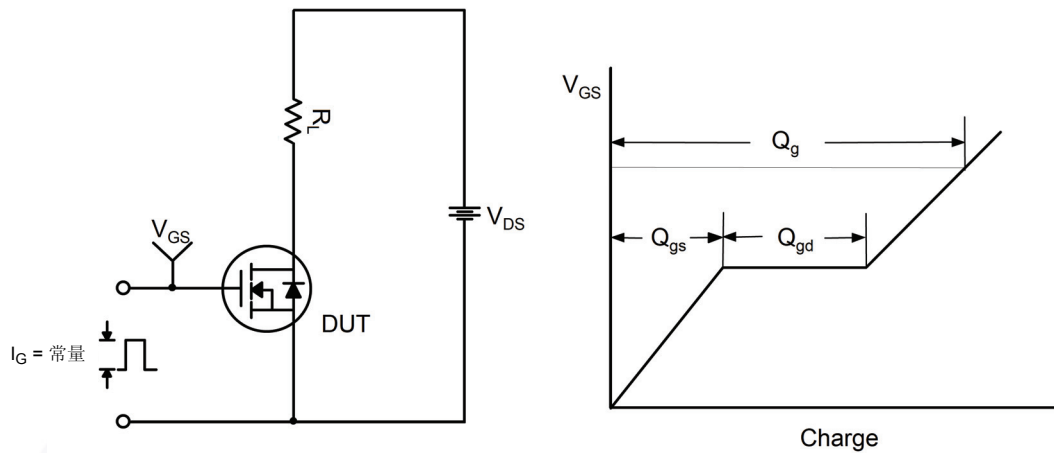 R_L
V_DS
V_GS
DUT
I_G = 常量
V_GS
Q_g
Q_gs
Q_gd
Charge